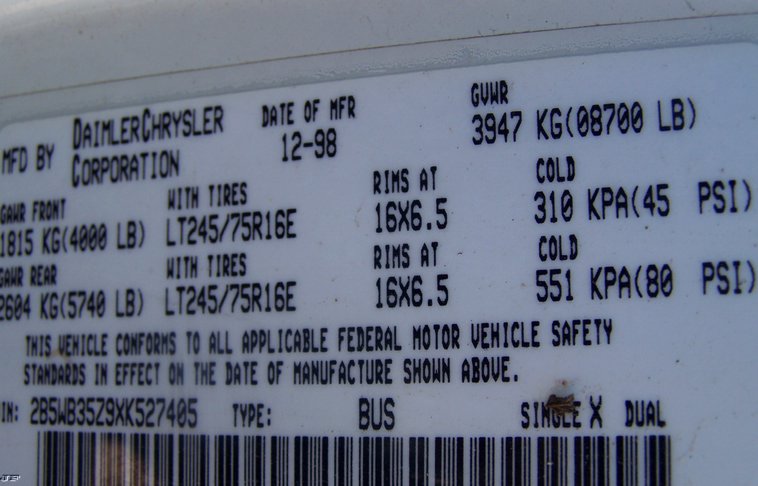 MFD BY DAIMLERCHRYSLER CORPORATION DATE OF MFR 12-98 GVWR 3947 KG(08700 LB)
GAWR FRONT WITH TIRES RIMS AT COLD
1815 KG(4000 LB) LT245/75R16E 16X6.5 310 KPA(45 PSI)
GAWR REAR WITH TIRES RIMS AT COLD
2604 KG(5740 LB) LT245/75R16E 16X6.5 551 KPA(80 PSI)
THIS VEHICLE CONFORMS TO ALL APPLICABLE FEDERAL MOTOR VEHICLE SAFETY
STANDARDS IN EFFECT ON THE DATE OF MANUFACTURE SHOWN ABOVE.
IN: 2B5WB35Z9XK527405 TYPE: BUS SINGLE X DUAL